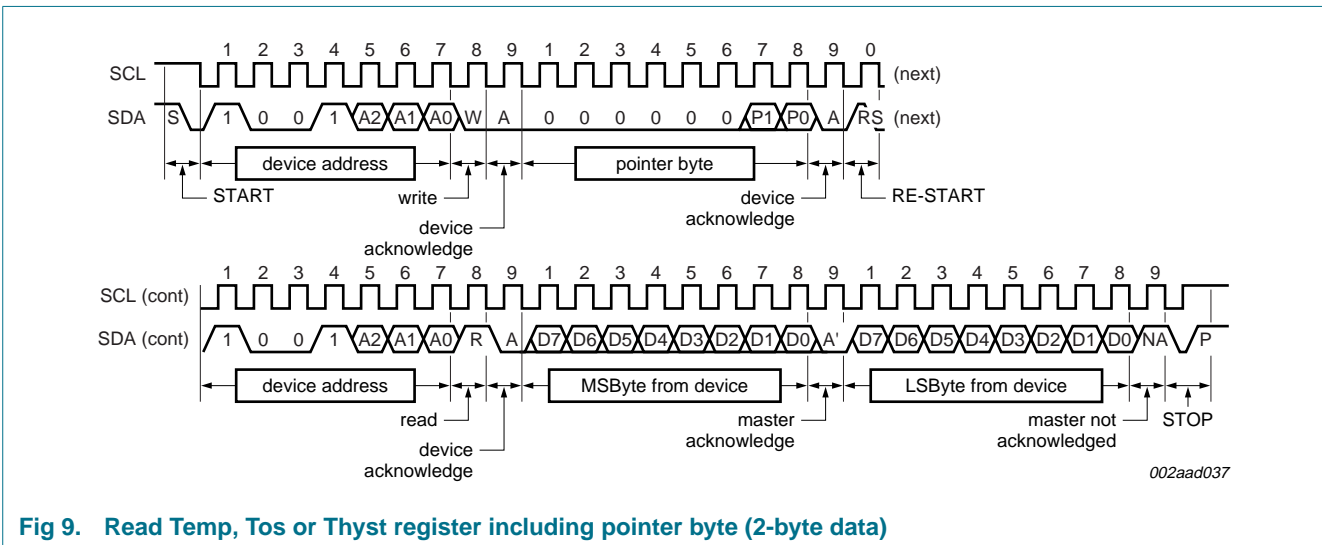 1 2 3 4 5 6 7 8 9 1 2 3 4 5 6 7 8 9 0
SCL (next)
SDA S 1 0 0 1 A2 A1 A0 W A 0 0 0 0 0 0 P1 P0 A RS (next)
device address pointer byte
START write device RE-START
device acknowledge
acknowledge
1 2 3 4 5 6 7 8 9 1 2 3 4 5 6 7 8 9 1 2 3 4 5 6 7 8 9
SCL (cont)
SDA (cont) 1 0 0 1 A2 A1 A0 R A D7 D6 D5 D4 D3 D2 D1 D0 A' D7 D6 D5 D4 D3 D2 D1 D0 NA P
device address MSByte from device LSByte from device
read master master not STOP
device acknowledge acknowledged
acknowledge
002aad037
Fig 9. Read Temp, Tos or Thyst register including pointer byte (2-byte data)